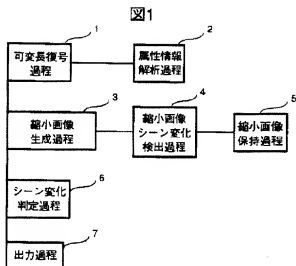 図1
1
可変長復号
過程
2
属性情報
解析過程
3
縮小画像
生成過程
4
縮小画像
シーン変化
検出過程
5
縮小画像
保持過程
6
シーン変化
判定過程
7
出力過程